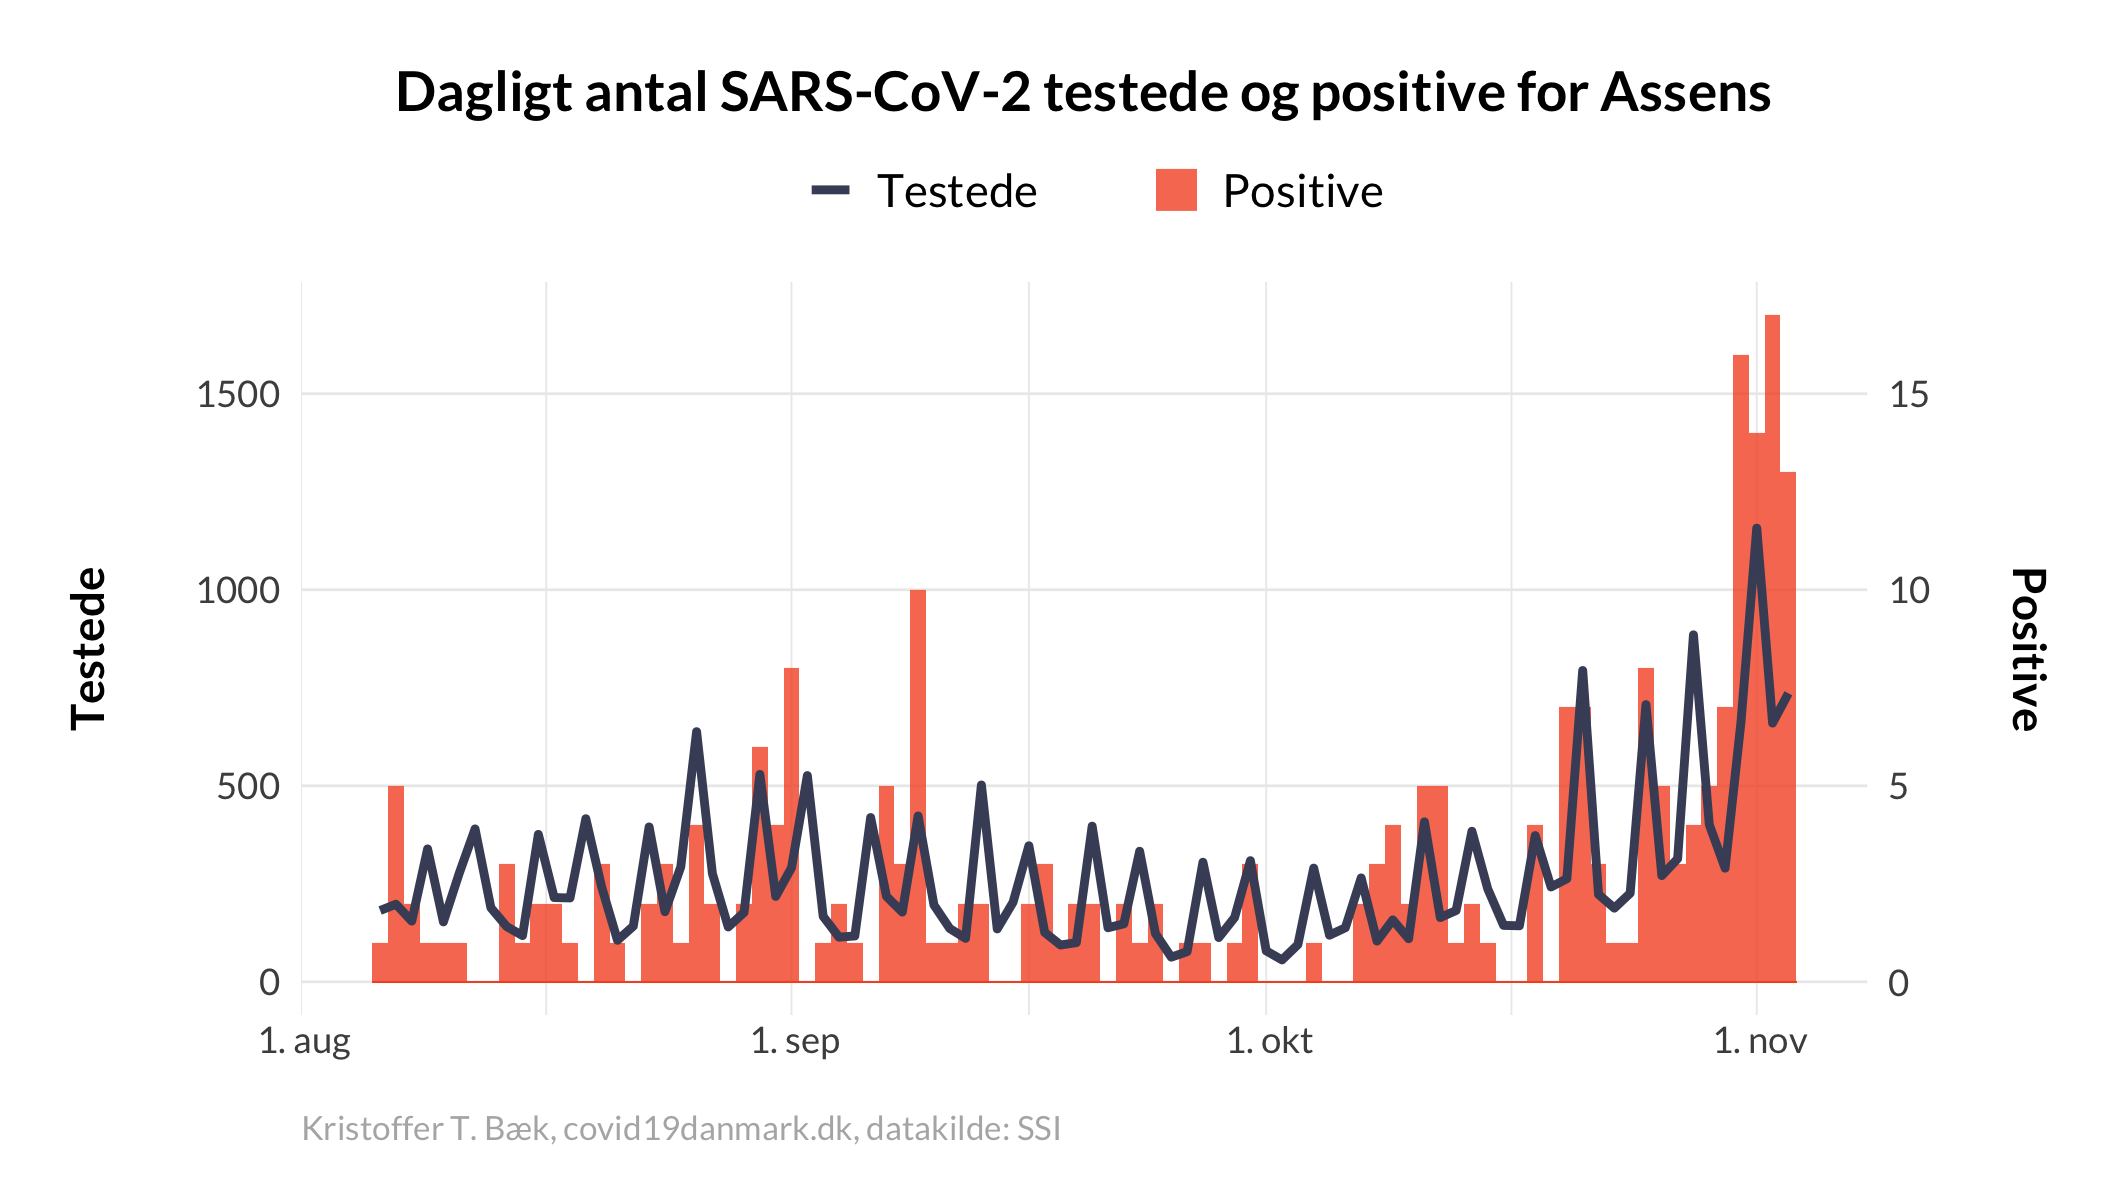 Dagligt antal SARS-CoV-2 testede og positive for Assens
Testede
Positive
1500
1000
500
0
15
10
5
0
Testede
Positive
1. aug
1. sep
1. okt
1. nov
Kristoffer T. Bæk, covid19danmark.dk, datakilde: SSI